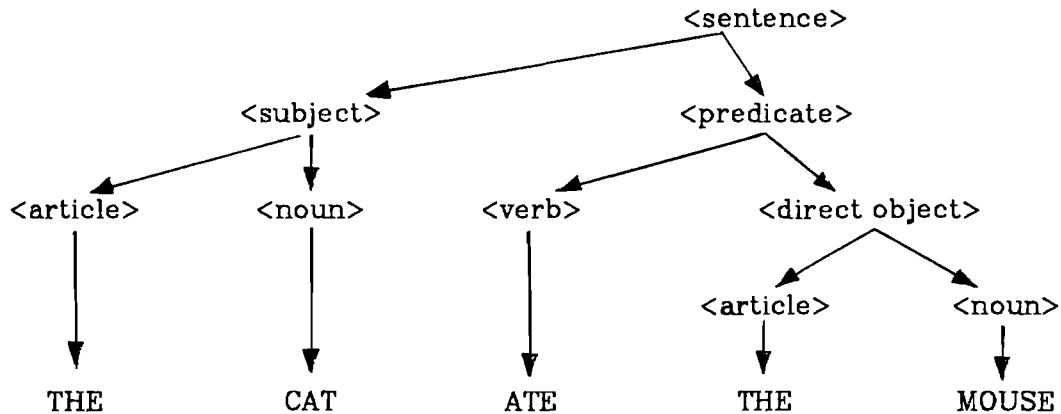 <sentence>
<subject> <predicate>
<article> <noun> <verb> <direct object>
<article> <noun>
THE CAT ATE THE MOUSE